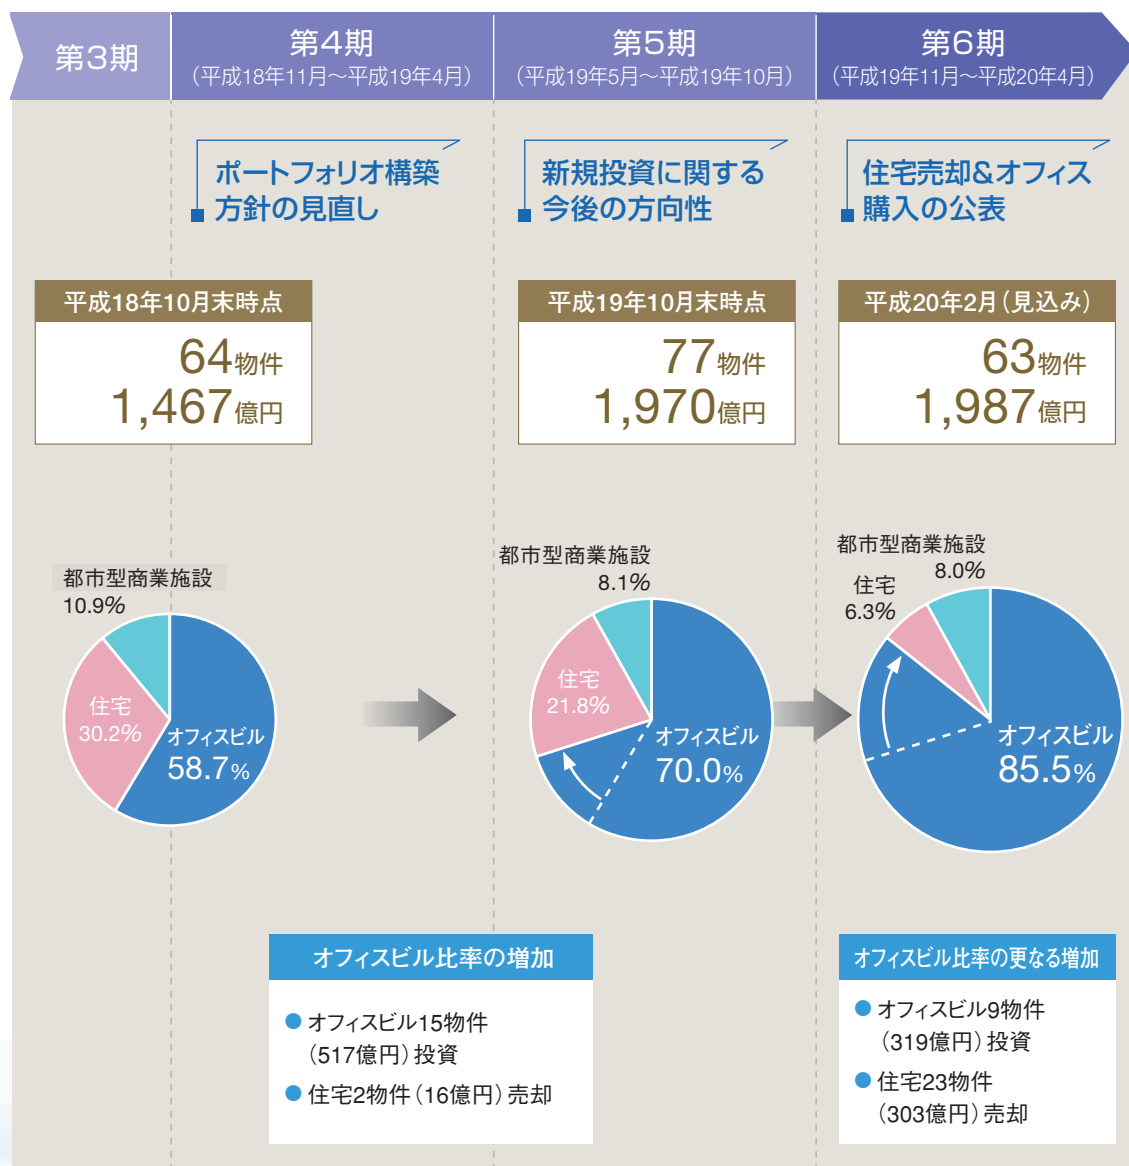 第3期
第4期
（平成18年11月～平成19年4月）
第5期
（平成19年5月～平成19年10月）
第6期
（平成19年11月～平成20年4月）
ポートフォリオ構築
方針の見直し
新規投資に関する
今後の方向性
住宅売却&オフィス
購入の公表
平成18年10月末時点
64物件
1,467億円
平成19年10月末時点
77物件
1,970億円
平成20年2月（見込み）
63物件
1,987億円
都市型商業施設
10.9%
住宅
30.2%
オフィスビル
58.7%
都市型商業施設
8.1%
住宅
21.8%
オフィスビル
70.0%
都市型商業施設
8.0%
住宅
6.3%
オフィスビル
85.5%
オフィスビル比率の増加
● オフィスビル15物件
（517億円）投資
● 住宅2物件（16億円）売却
オフィスビル比率の更なる増加
● オフィスビル9物件
（319億円）投資
● 住宅23物件
（303億円）売却